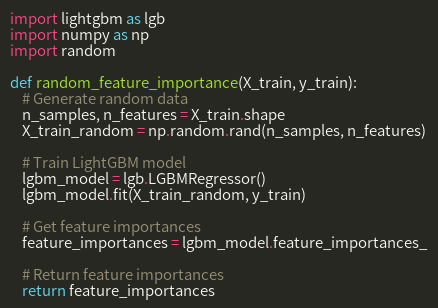 import lightgbm as lgb
import numpy as np
import random

def random_feature_importance(X_train, y_train):
    # Generate random data
    n_samples, n_features = X_train.shape
    X_train_random = np.random.rand(n_samples, n_features)

    # Train LightGBM model
    lgbm_model = lgb.LGBMRegressor()
    lgbm_model.fit(X_train_random, y_train)

    # Get feature importances
    feature_importances = lgbm_model.feature_importances_

    # Return feature importances
    return feature_importances